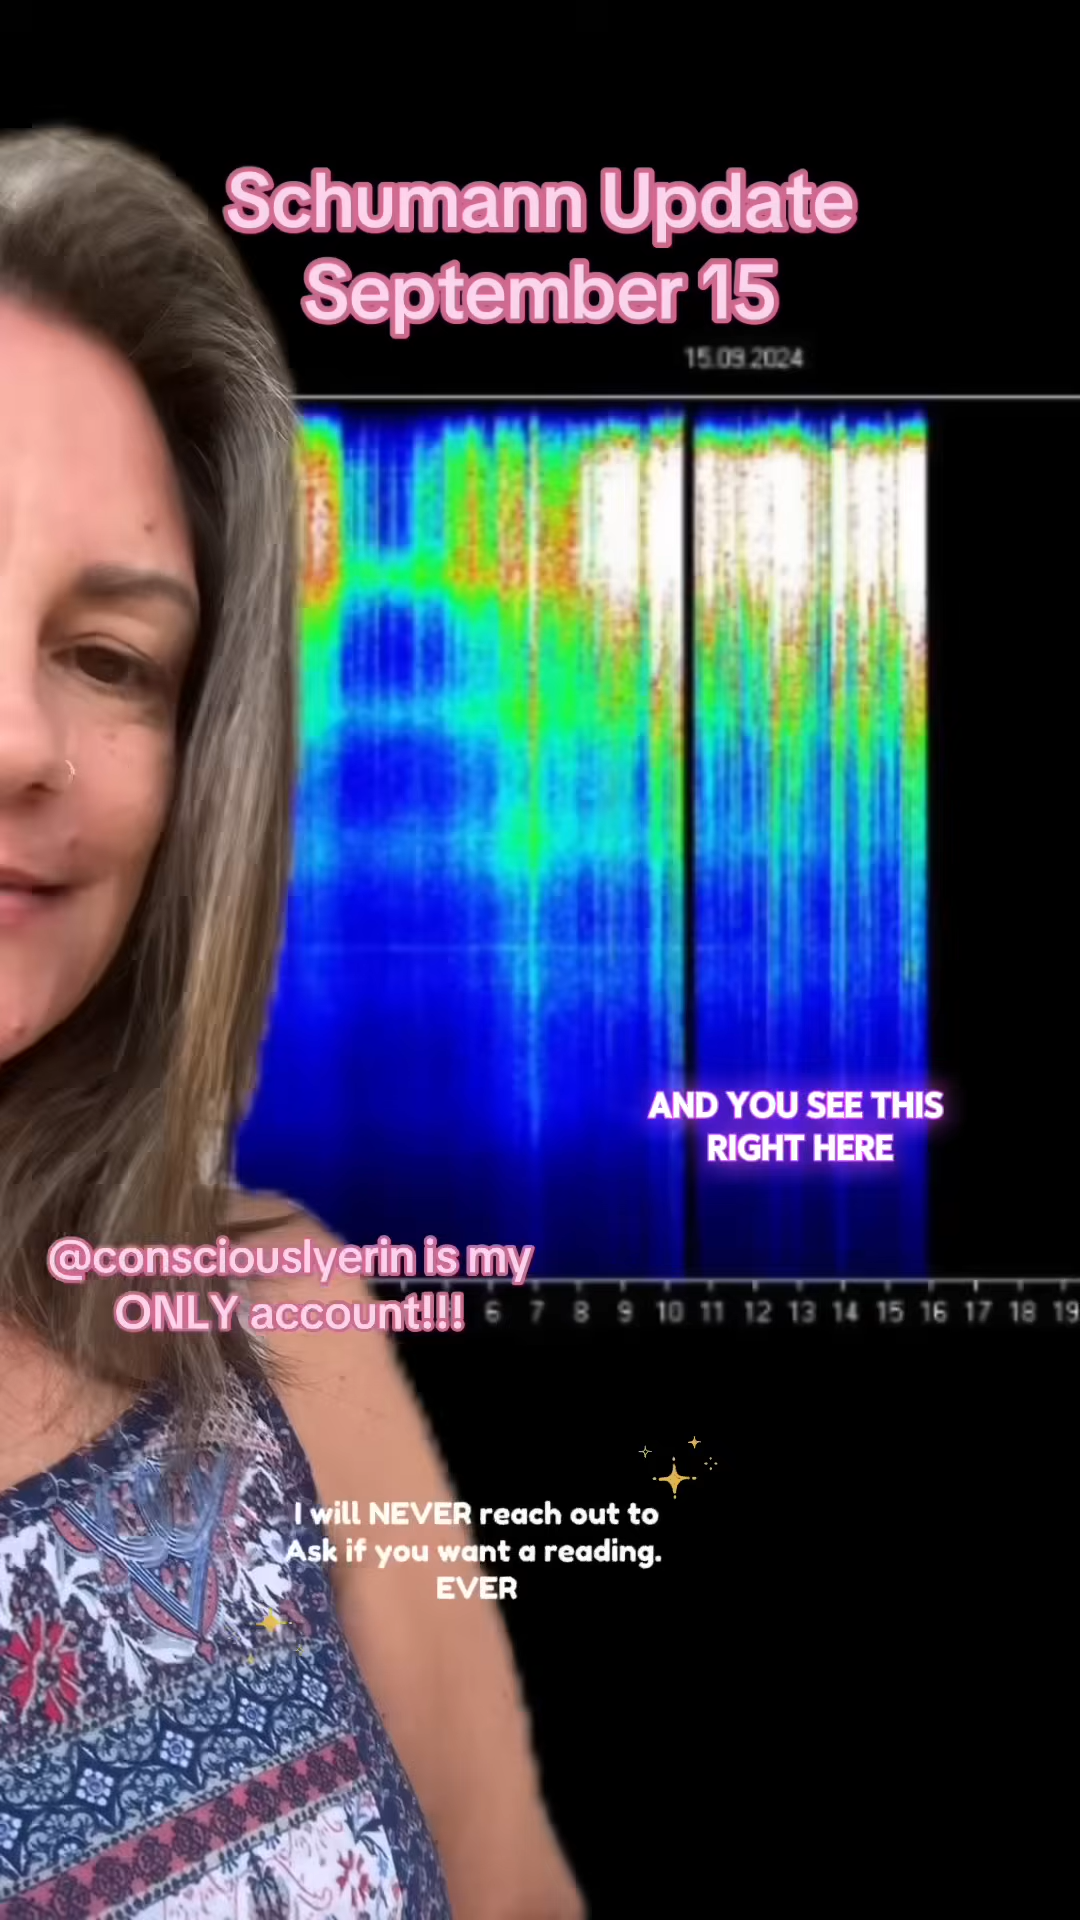 Schumann Update
September 15
15.09.2024
AND YOU SEE THIS
RIGHT HERE
@consciouslyerin is my
ONLY account!!!
6 7 8 9 10 11 12 13 14 15 16 17 18 19
I will NEVER reach out to
Ask if you want a reading.
EVER